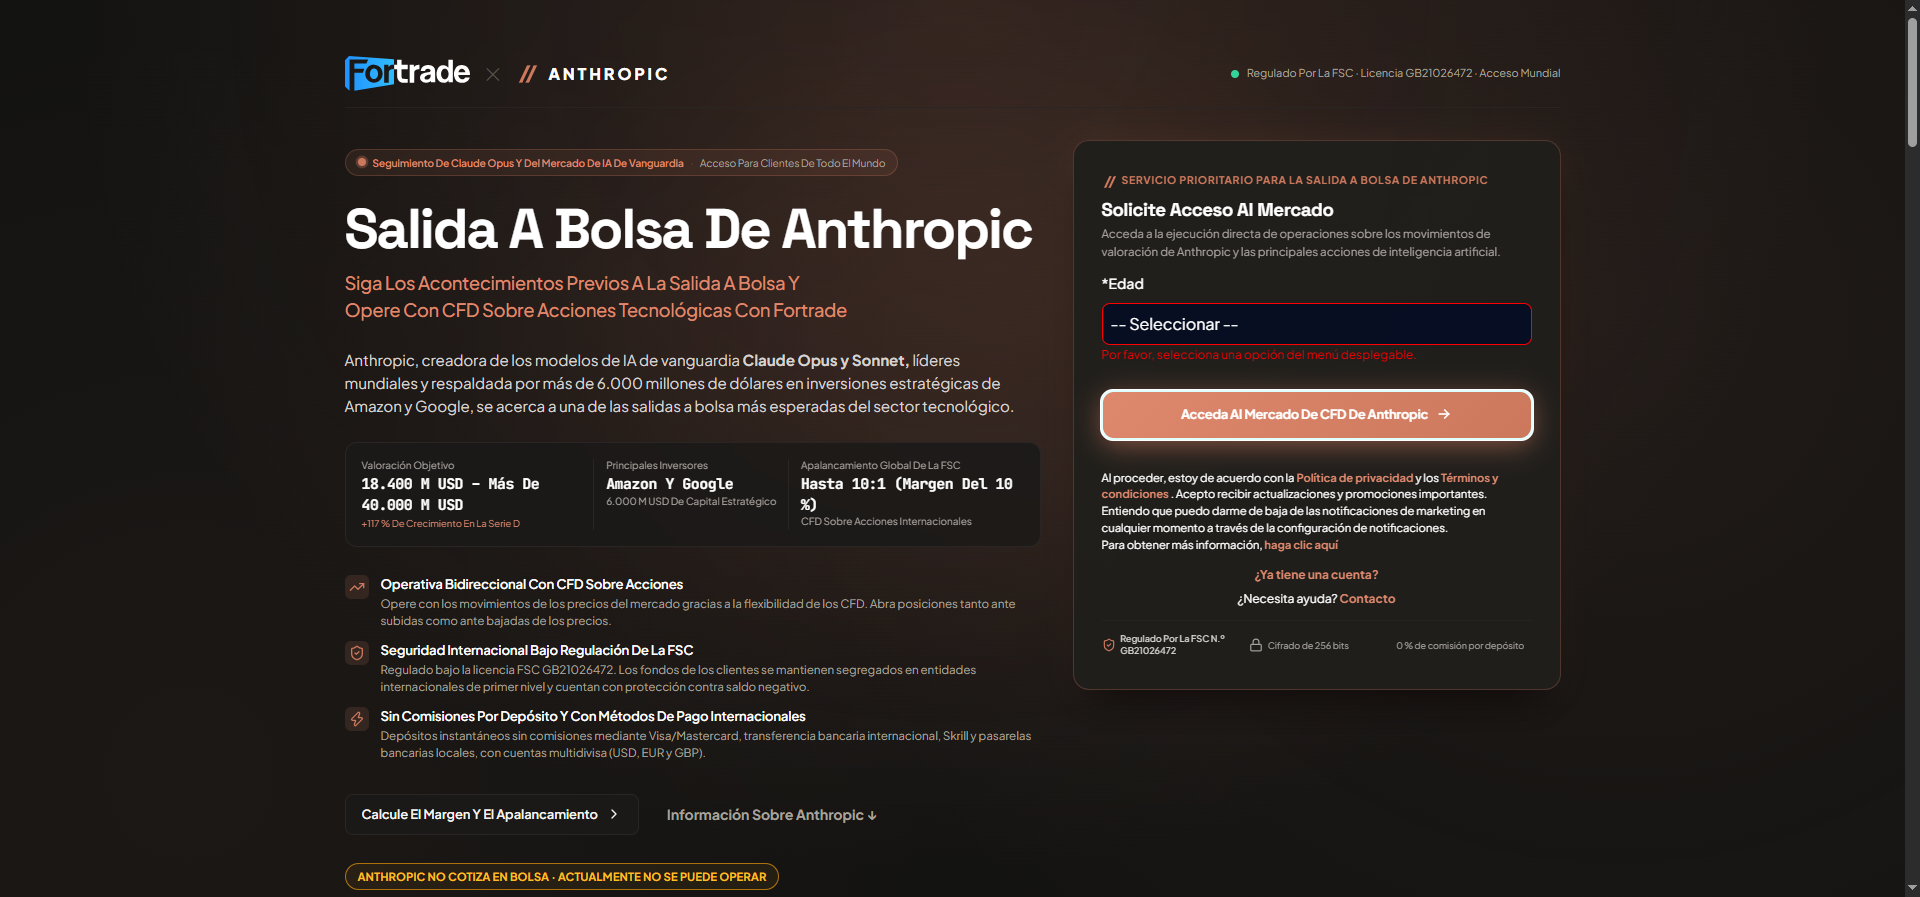 Fortrade × // ANTHROPIC
Regulado Por La FSC · Licencia GB21026472 · Acceso Mundial
Seguimiento De Claude Opus Y Del Mercado De IA De Vanguardia · Acceso Para Clientes De Todo El Mundo
Salida A Bolsa De Anthropic
Siga Los Acontecimientos Previos A La Salida A Bolsa Y
Opere Con CFD Sobre Acciones Tecnológicas Con Fortrade
Anthropic, creadora de los modelos de IA de vanguardia Claude Opus y Sonnet, líderes
mundiales y respaldada por más de 6.000 millones de dólares en inversiones estratégicas de
Amazon y Google, se acerca a una de las salidas a bolsa más esperadas del sector tecnológico.
Valoración Objetivo
18.400 M USD – Más De
40.000 M USD
+117 % De Crecimiento En La Serie D
Principales Inversores
Amazon Y Google
6.000 M USD De Capital Estratégico
Apalancamiento Global De La FSC
Hasta 10:1 (Margen Del 10
%)
CFD Sobre Acciones Internacionales
Operativa Bidireccional Con CFD Sobre Acciones
Opere con los movimientos de los precios del mercado gracias a la flexibilidad de los CFD. Abra posiciones tanto ante
subidas como ante bajadas de los precios.
Seguridad Internacional Bajo Regulación De La FSC
Regulado bajo la licencia FSC GB21026472. Los fondos de los clientes se mantienen segregados en entidades
internacionales de primer nivel y cuentan con protección contra saldo negativo.
Sin Comisiones Por Depósito Y Con Métodos De Pago Internacionales
Depósitos instantáneos sin comisiones mediante Visa/Mastercard, transferencia bancaria internacional, Skrill y pasarelas
bancarias locales, con cuentas multidivisa (USD, EUR y GBP).
Calcule El Margen Y El Apalancamiento >
Información Sobre Anthropic ↓
ANTHROPIC NO COTIZA EN BOLSA · ACTUALMENTE NO SE PUEDE OPERAR
// SERVICIO PRIORITARIO PARA LA SALIDA A BOLSA DE ANTHROPIC
Solicite Acceso Al Mercado
Acceda a la ejecución directa de operaciones sobre los movimientos de
valoración de Anthropic y las principales acciones de inteligencia artificial.
*Edad
-- Seleccionar --
Por favor, selecciona una opción del menú desplegable.
Acceda Al Mercado De CFD De Anthropic →
Al proceder, estoy de acuerdo con la Política de privacidad y los Términos y
condiciones . Acepto recibir actualizaciones y promociones importantes.
Entiendo que puedo darme de baja de las notificaciones de marketing en
cualquier momento a través de la configuración de notificaciones.
Para obtener más información, haga clic aquí
¿Ya tiene una cuenta?
¿Necesita ayuda? Contacto
Regulado Por La FSC N.º
GB21026472
Cifrado de 256 bits
0 % de comisión por depósito